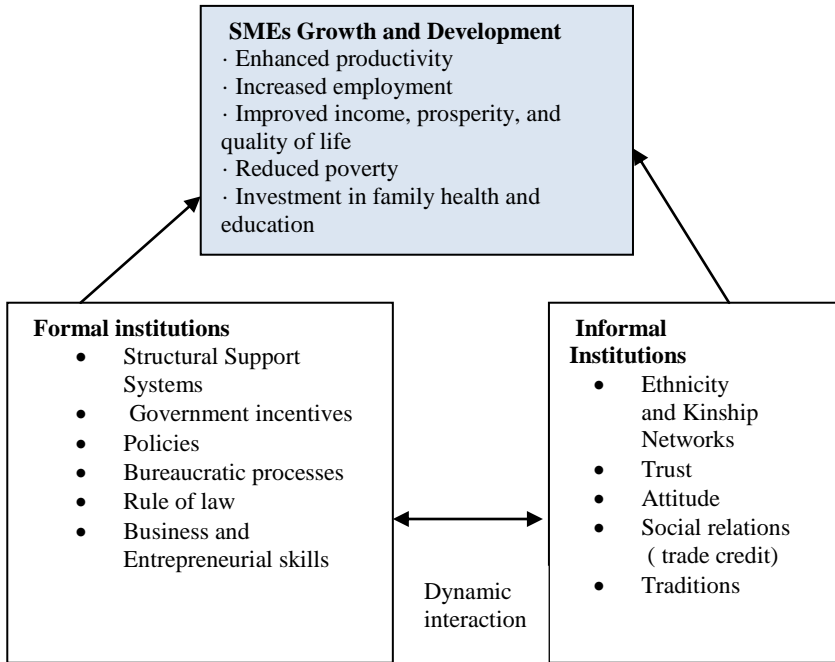 SMEs Growth and Development
· Enhanced productivity
· Increased employment
· Improved income, prosperity, and
quality of life
· Reduced poverty
· Investment in family health and
education
Formal institutions
• Structural Support
Systems
• Government incentives
• Policies
• Bureaucratic processes
• Rule of law
• Business and
Entrepreneurial skills
Dynamic
interaction
Informal
Institutions
• Ethnicity
and Kinship
Networks
• Trust
• Attitude
• Social relations
( trade credit)
• Traditions